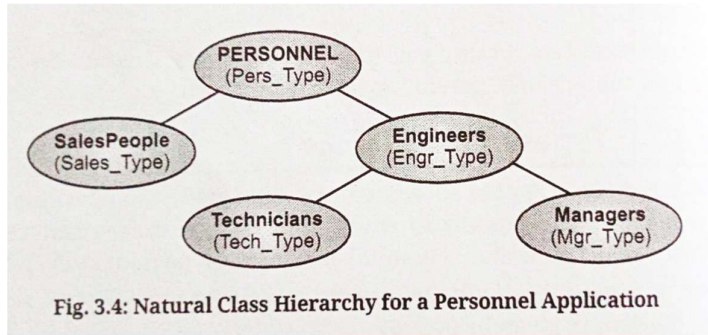 PERSONNEL
(Pers_Type)
SalesPeople
(Sales_Type)
Engineers
(Engr_Type)
Technicians
(Tech_Type)
Managers
(Mgr_Type)
Fig. 3.4: Natural Class Hierarchy for a Personnel Application